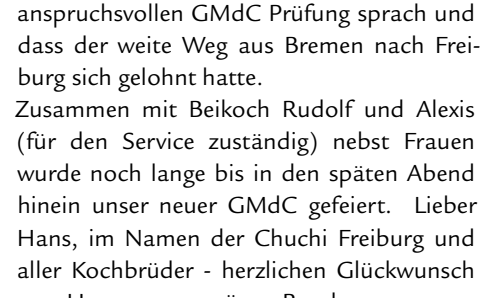 anspruchsvollen GMdC Prüfung sprach und
dass der weite Weg aus Bremen nach Frei-
burg sich gelohnt hatte.
Zusammen mit Beikoch Rudolf und Alexis
(für den Service zuständig) nebst Frauen
wurde noch lange bis in den späten Abend
hinein unser neuer GMdC gefeiert. Lieber
Hans, im Namen der Chuchi Freiburg und
aller Kochbrüder - herzlichen Glückwunsch